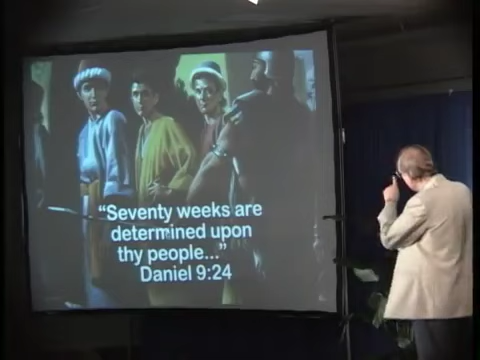 “Seventy weeks are
determined upon
thy people...”
Daniel 9:24